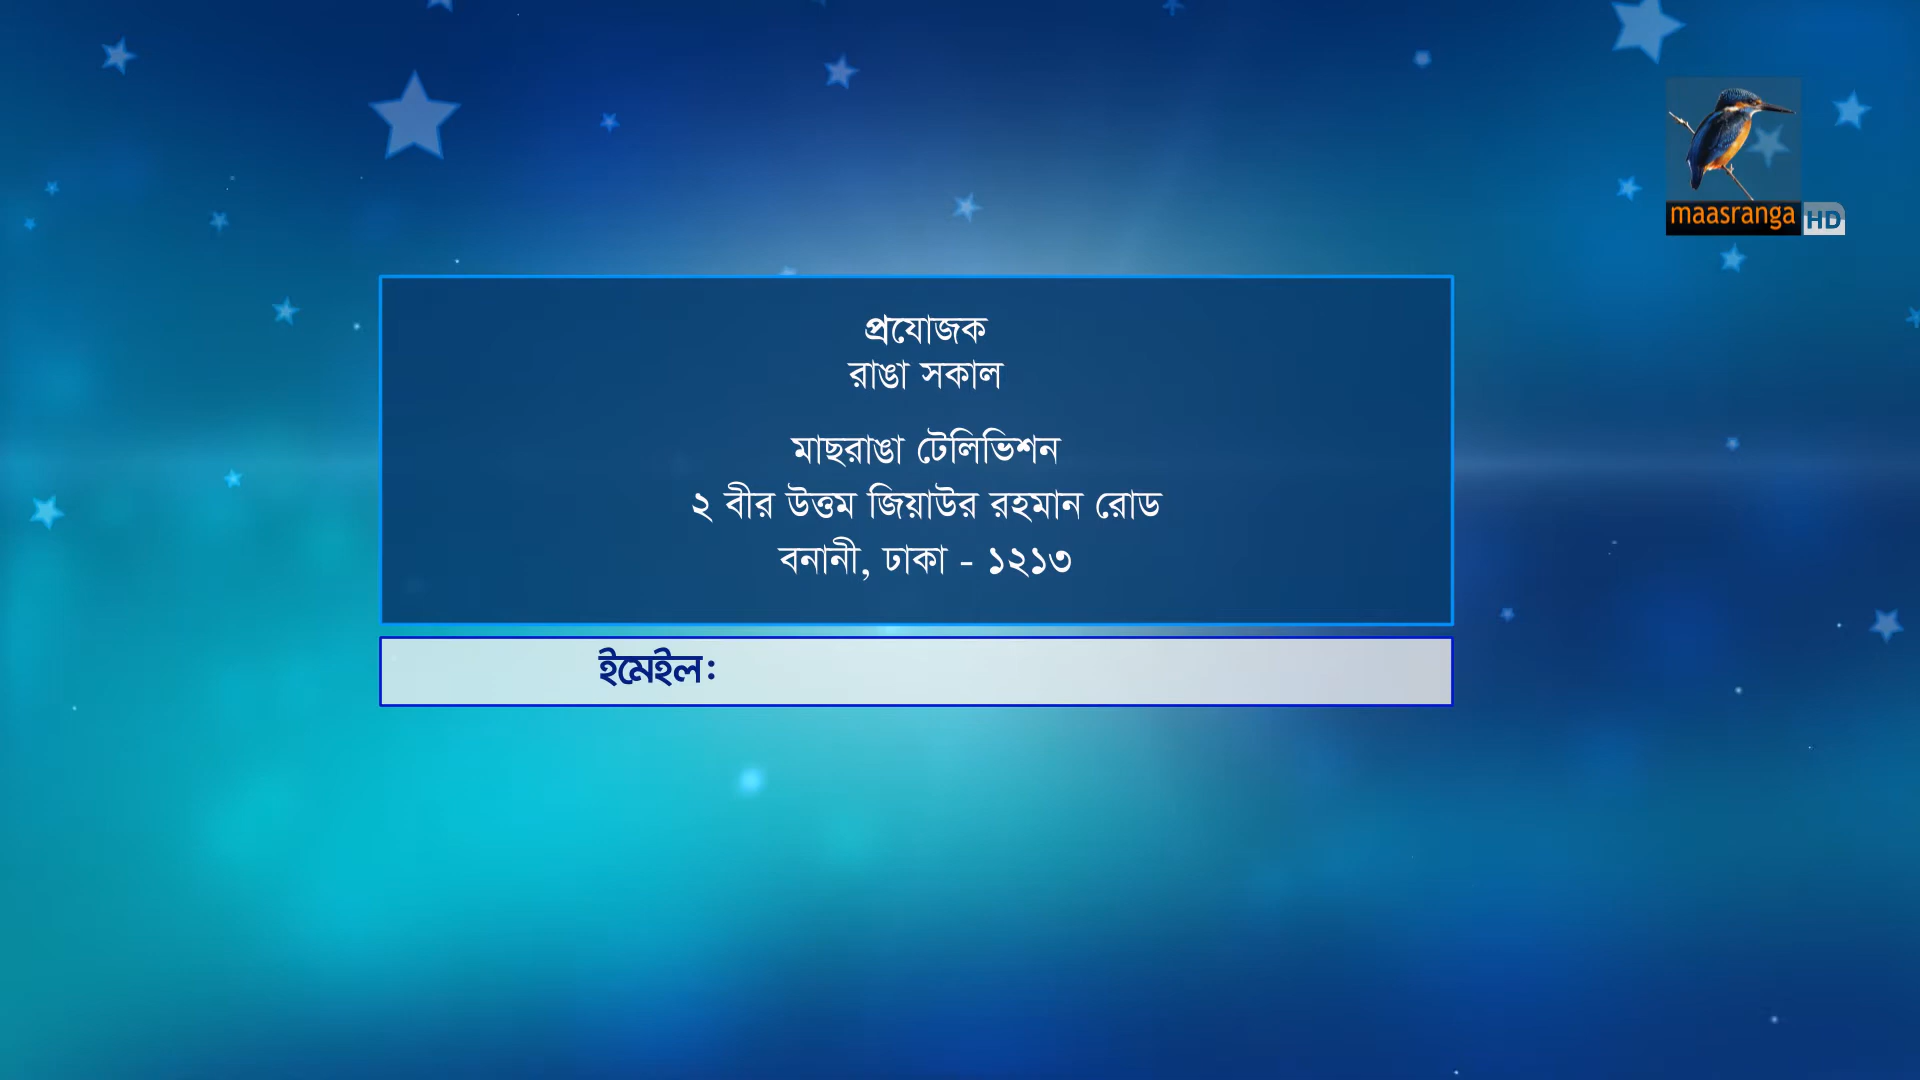 maasranga HD
প্রযোজক
রাঙা সকাল
মাছরাঙা টেলিভিশন
২ বীর উত্তম জিয়াউর রহমান রোড
বনানী, ঢাকা - ১২১৩
ইমেইল: